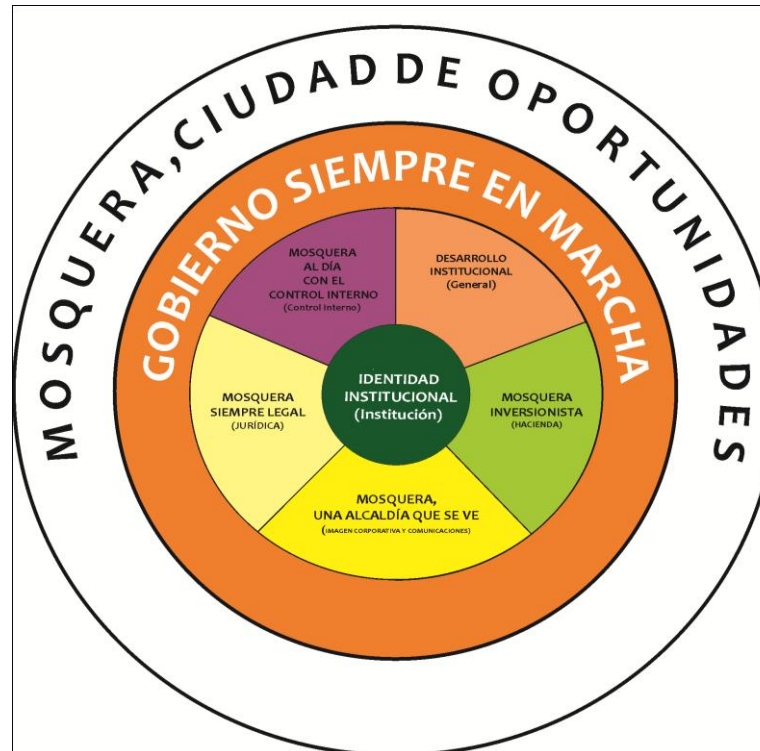 MOSQUERA, CIUDAD DE OPORTUNIDADES
GOBIERNO SIEMPRE EN MARCHA
MOSQUERA
AL DÍA
CON EL
CONTROL INTERNO
(Control Interno)
DESARROLLO
INSTITUCIONAL
(General)
MOSQUERA
SIEMPRE LEGAL
(JURÍDICA)
IDENTIDAD
INSTITUCIONAL
(Institución)
MOSQUERA
INVERSIONISTA
(HACIENDA)
MOSQUERA,
UNA ALCALDÍA QUE SE VE
(IMAGEN CORPORATIVA Y COMUNICACIONES)